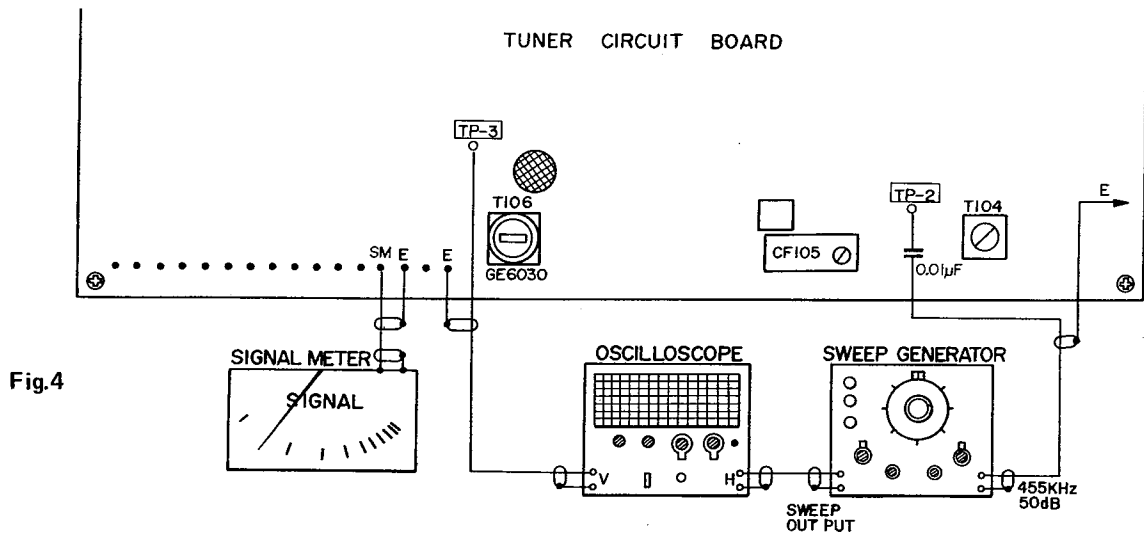 TUNER CIRCUIT BOARD
TP-3
T106
GE6030
TP-2
T104
E
CF105
0.01µF
SM E E
Fig.4
SIGNAL METER
SIGNAL
OSCILLOSCOPE
V
H
SWEEP GENERATOR
SWEEP
OUT PUT
455KHz
50dB